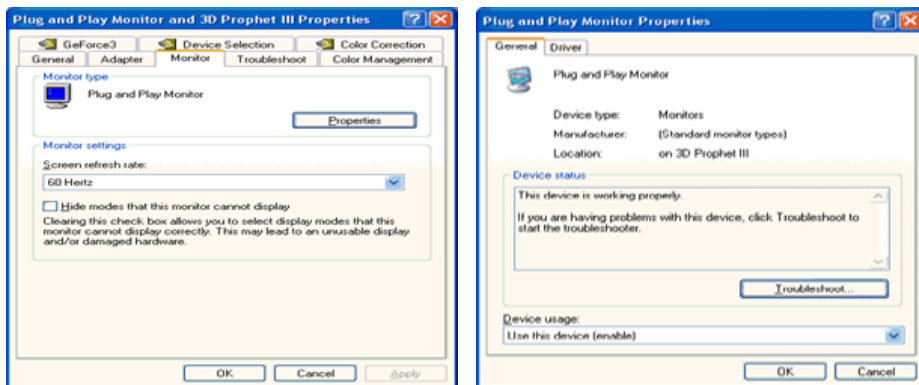 Plug and Play Monitor and 3D Prophet III Properties
GeForce3
Device Selection
Color Correction
General
Adapter
Monitor
Troubleshoot
Color Management
Monitor type
Plug and Play Monitor
Properties
Monitor settings
Screen refresh rate:
60 Hertz
Hide modes that this monitor cannot display
Clearing this check box allows you to select display modes that this
monitor cannot display correctly. This may lead to an unusable display
and/or damaged hardware.
OK
Cancel
Apply
Plug and Play Monitor Properties
General
Driver
Plug and Play Monitor
Device type: Monitors
Manufacturer: (Standard monitor types)
Location: on 3D Prophet III
Device status
This device is working properly.
If you are having problems with this device, click Troubleshoot to
start the troubleshooter.
Troubleshoot...
Device usage:
Use this device (enable)
OK
Cancel